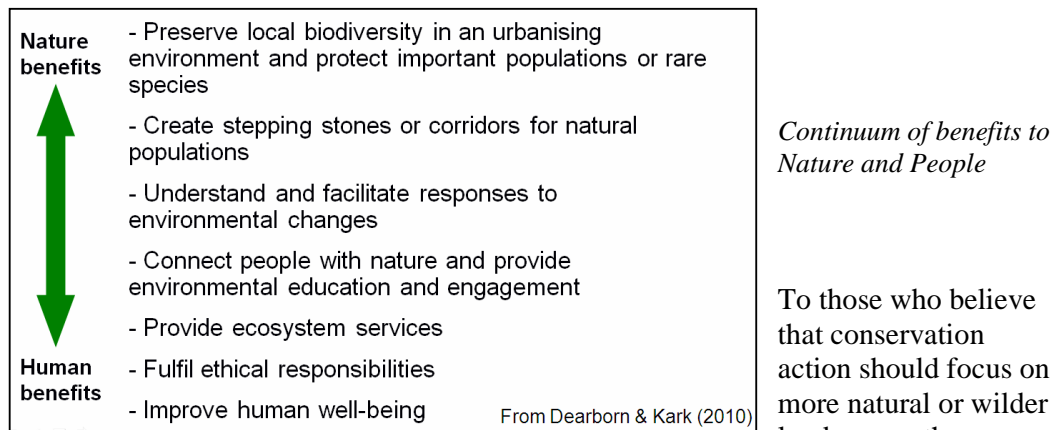 Nature
benefits
- Preserve local biodiversity in an urbanising
environment and protect important populations or rare
species
- Create stepping stones or corridors for natural
populations
- Understand and facilitate responses to
environmental changes
- Connect people with nature and provide
environmental education and engagement
- Provide ecosystem services
Human
benefits
- Fulfil ethical responsibilities
- Improve human well-being
From Dearborn & Kark (2010)
Continuum of benefits to
Nature and People
To those who believe
that conservation
action should focus on
more natural or wilder